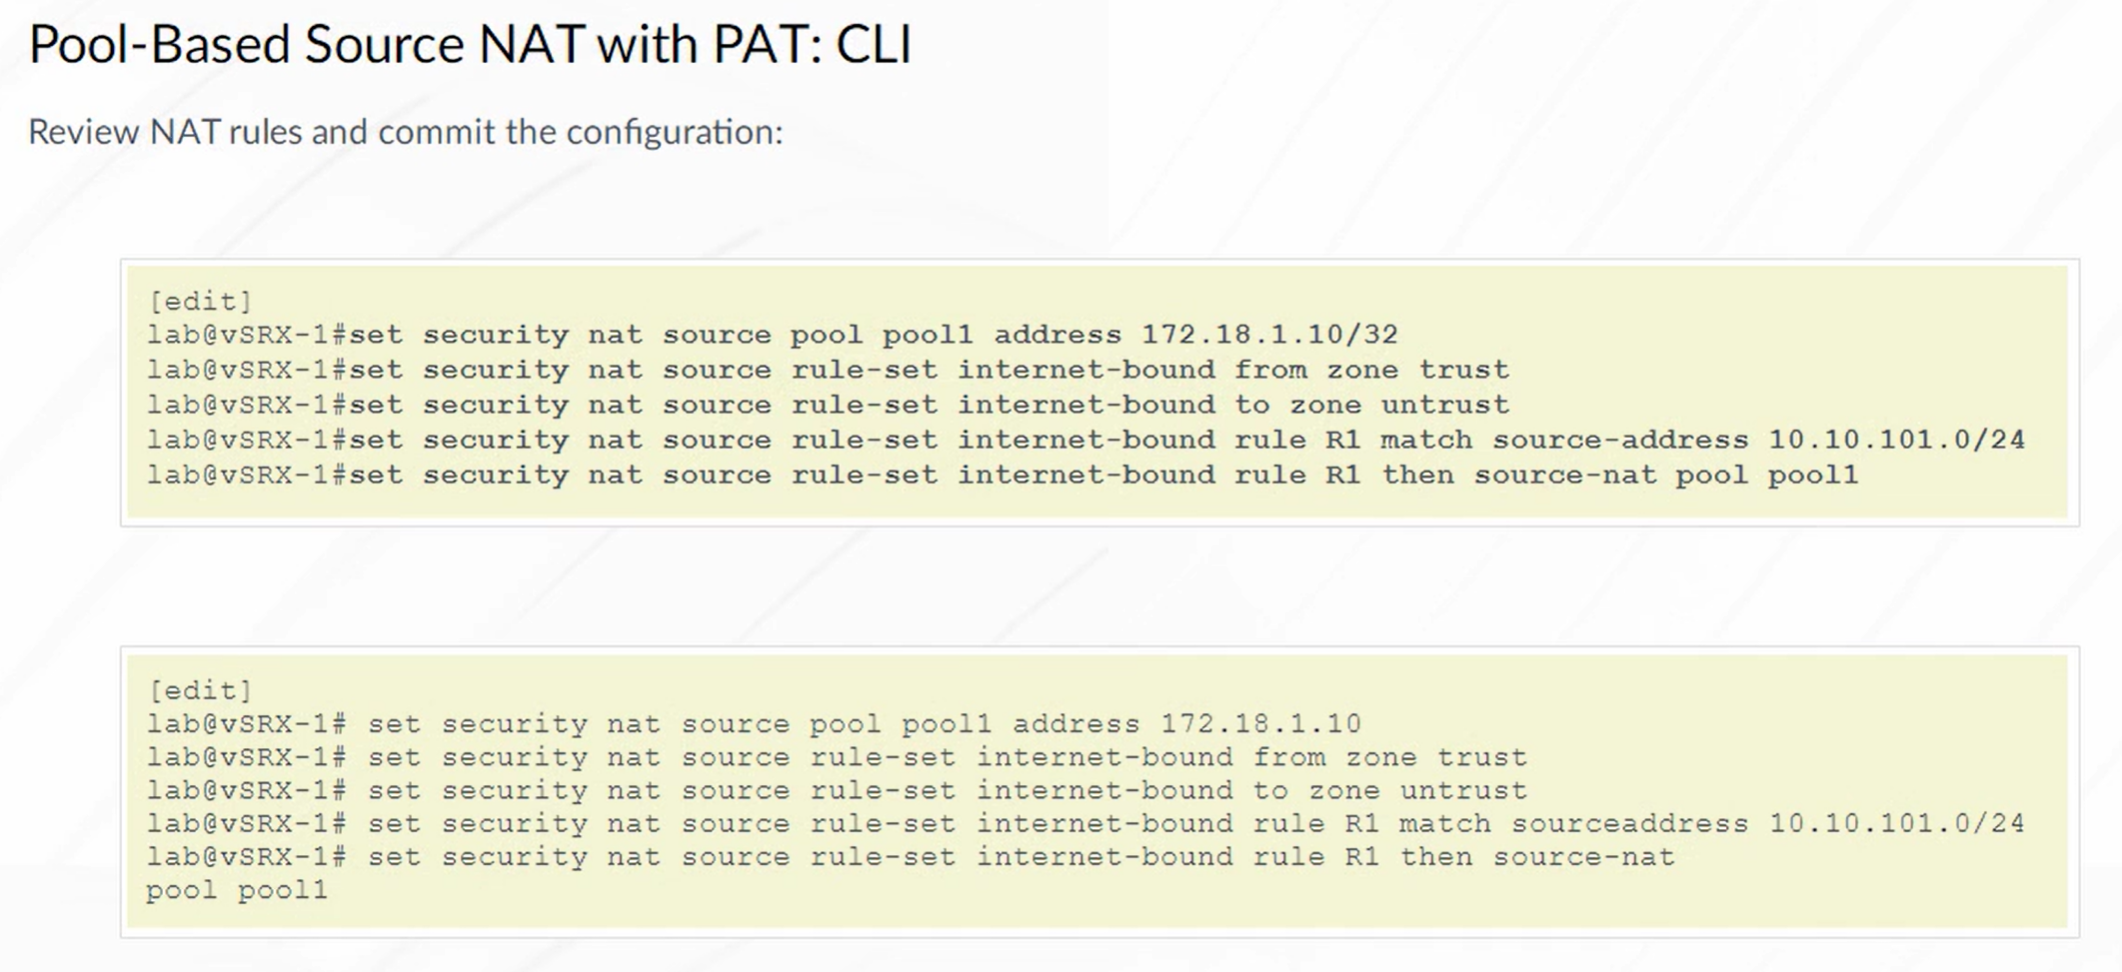 Pool-Based Source NAT with PAT: CLI
Review NAT rules and commit the configuration:
[edit]
lab@vSRX-1#set security nat source pool pool1 address 172.18.1.10/32
lab@vSRX-1#set security nat source rule-set internet-bound from zone trust
lab@vSRX-1#set security nat source rule-set internet-bound to zone untrust
lab@vSRX-1#set security nat source rule-set internet-bound rule R1 match source-address 10.10.101.0/24
lab@vSRX-1#set security nat source rule-set internet-bound rule R1 then source-nat pool pool1
[edit]
lab@vSRX-1# set security nat source pool pool1 address 172.18.1.10
lab@vSRX-1# set security nat source rule-set internet-bound from zone trust
lab@vSRX-1# set security nat source rule-set internet-bound to zone untrust
lab@vSRX-1# set security nat source rule-set internet-bound rule R1 match sourceaddress 10.10.101.0/24
lab@vSRX-1# set security nat source rule-set internet-bound rule R1 then source-nat
pool pool1